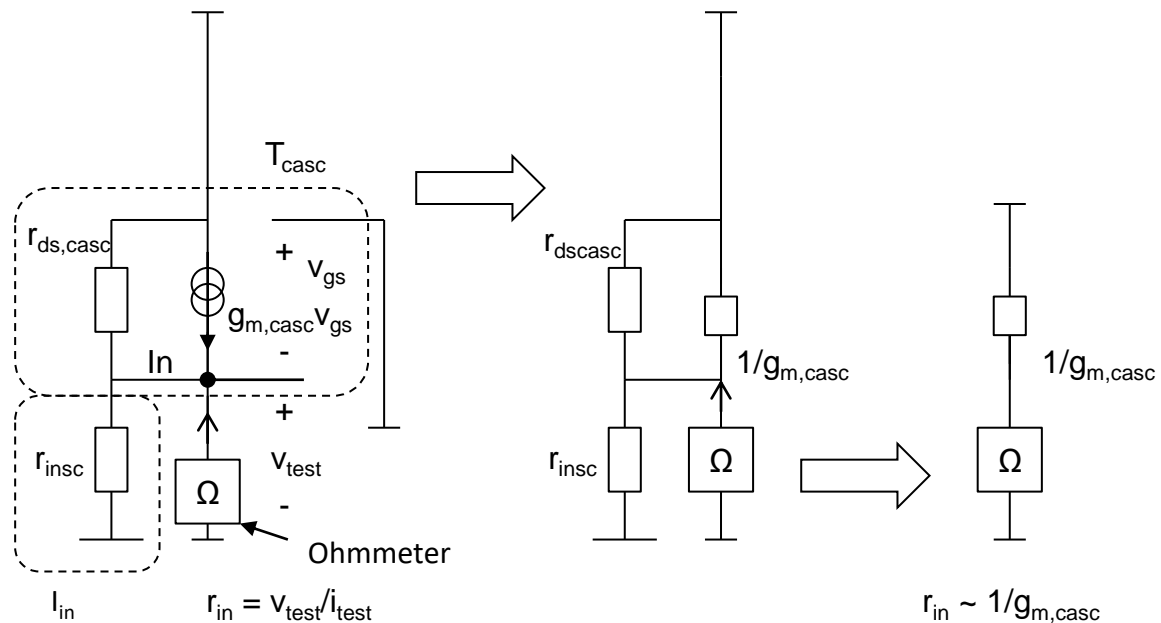 T_casc
r_ds,casc
+
v_gs
g_m,casc v_gs
-
In
+
r_insc
v_test
Ω
-
Ohmmeter
I_in
r_in = v_test/i_test
r_dscasc
1/g_m,casc
r_insc
Ω
1/g_m,casc
Ω
r_in ~ 1/g_m,casc